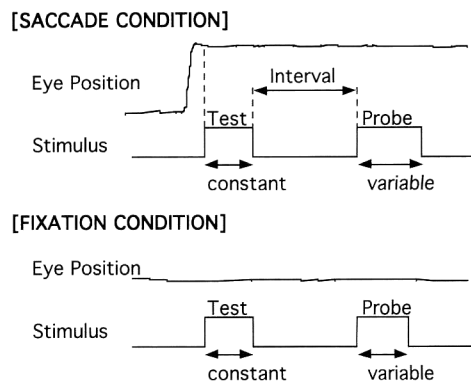 [SACCADE CONDITION]
Eye Position
Interval
Test Probe
Stimulus
constant variable
[FIXATION CONDITION]
Eye Position
Test Probe
Stimulus
constant variable